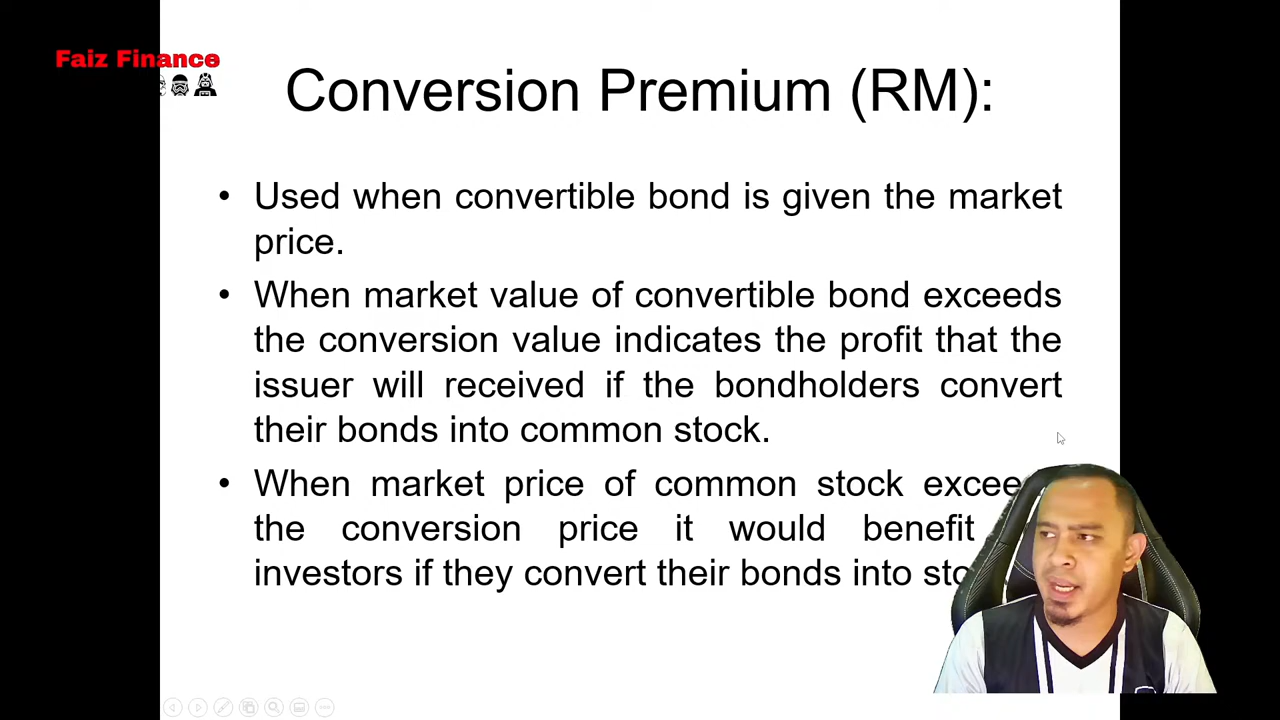 Faiz Finance
Conversion Premium (RM):
• Used when convertible bond is given the market
price.
• When market value of convertible bond exceeds
the conversion value indicates the profit that the
issuer will received if the bondholders convert
their bonds into common stock.
• When market price of common stock
the conversion price it would benefit
investors if they convert their bonds into